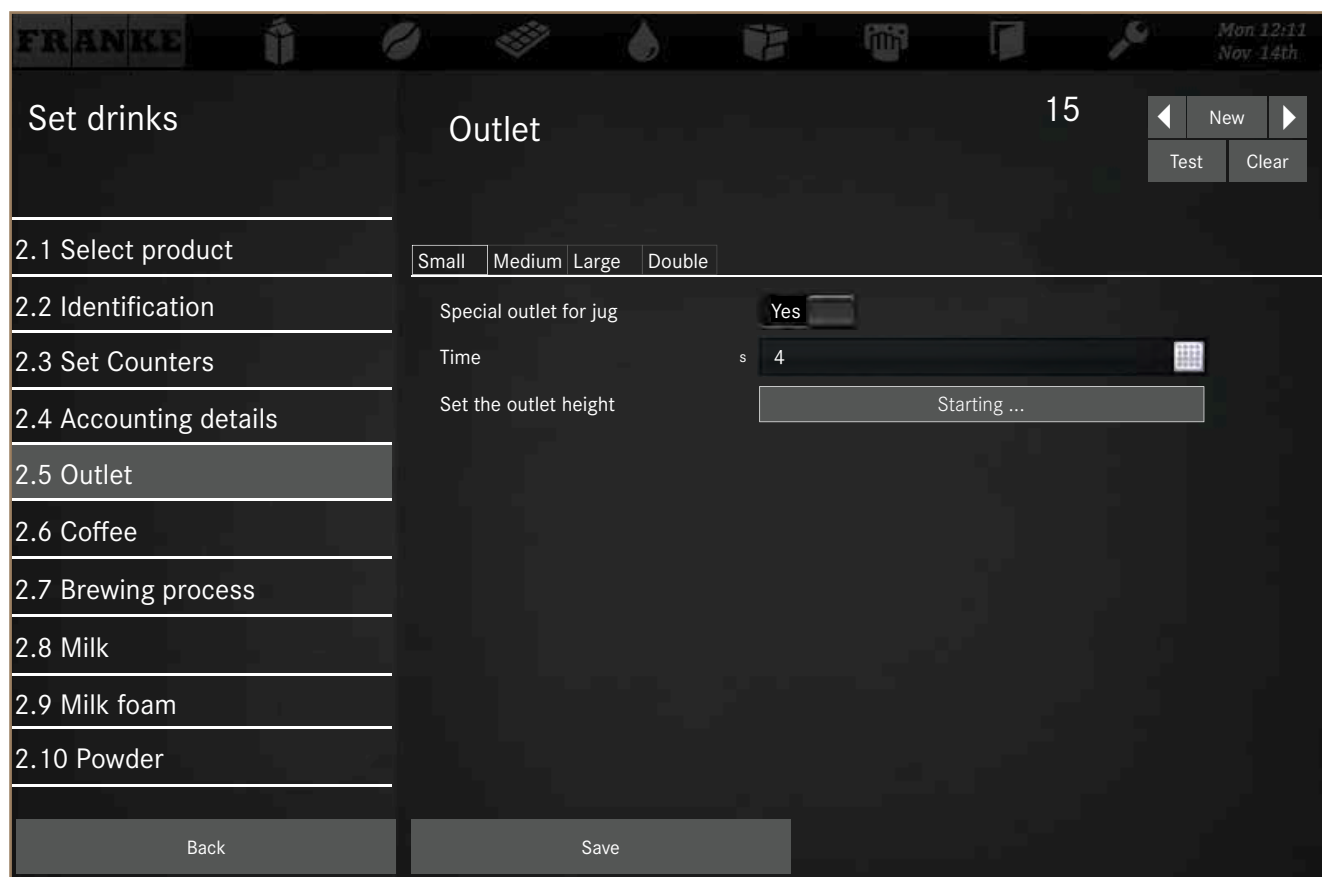 FRANKE
Mon 12:11
Nov 14th
Set drinks
Outlet
15
New
Test Clear
2.1 Select product
2.2 Identification
2.3 Set Counters
2.4 Accounting details
2.5 Outlet
2.6 Coffee
2.7 Brewing process
2.8 Milk
2.9 Milk foam
2.10 Powder
Small Medium Large Double
Special outlet for jug Yes
Time s 4
Set the outlet height Starting ...
Back
Save